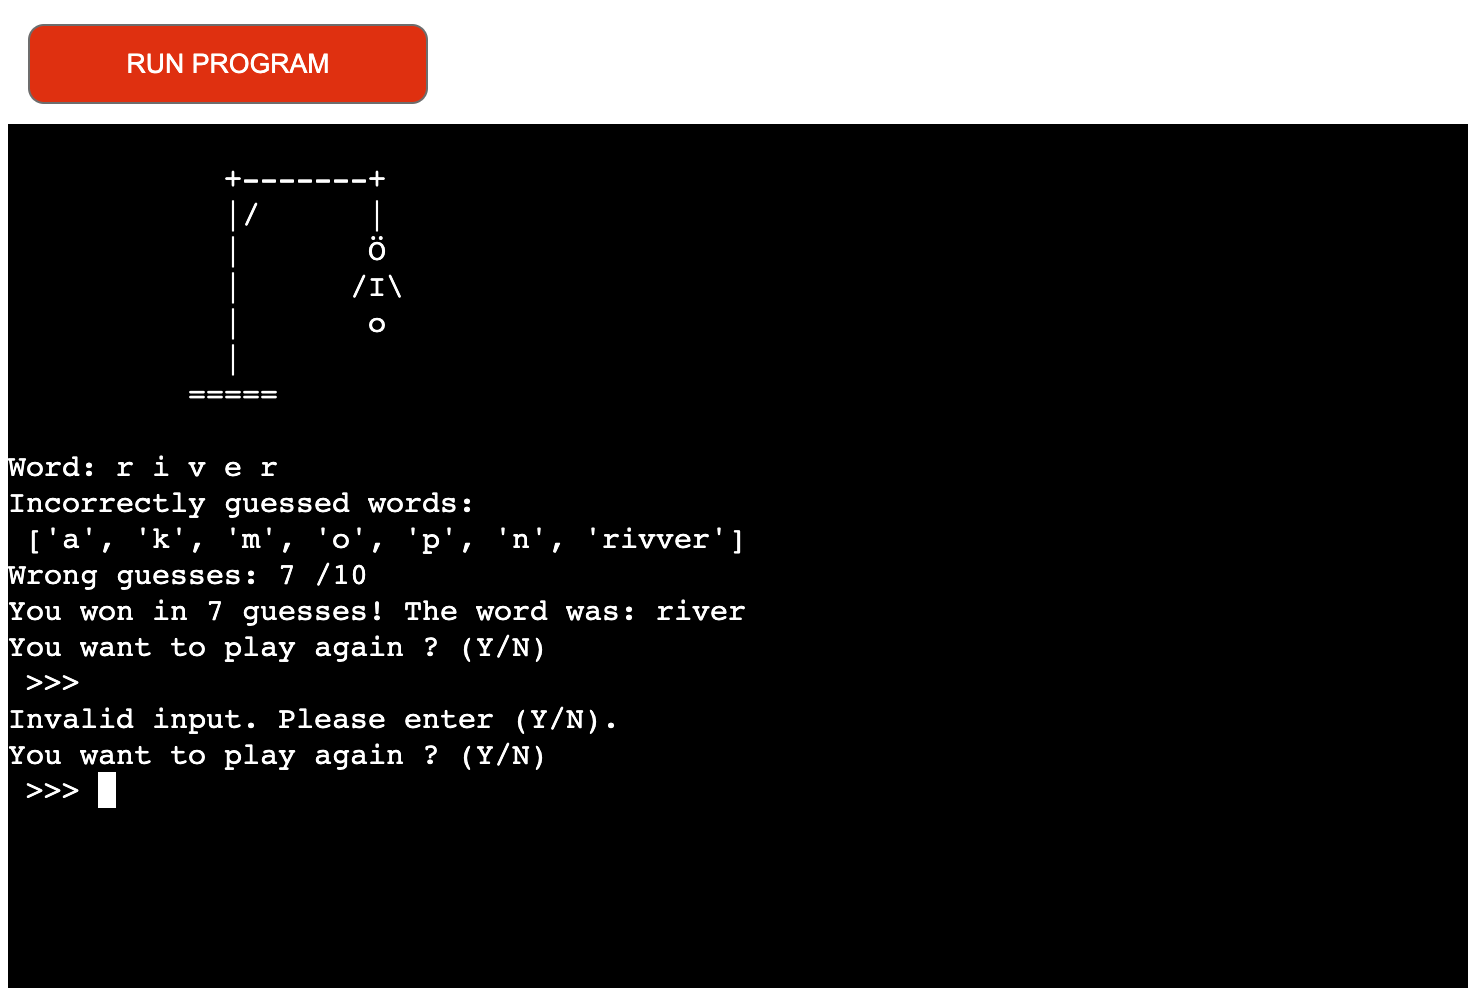 RUN PROGRAM
+-------+
|/      |
|       Ö
|      /I\
|       o
|
=====
Word: r i v e r
Incorrectly guessed words:
['a', 'k', 'm', 'o', 'p', 'n', 'rivver']
Wrong guesses: 7 /10
You won in 7 guesses! The word was: river
You want to play again ? (Y/N)
>>>
Invalid input. Please enter (Y/N).
You want to play again ? (Y/N)
>>>